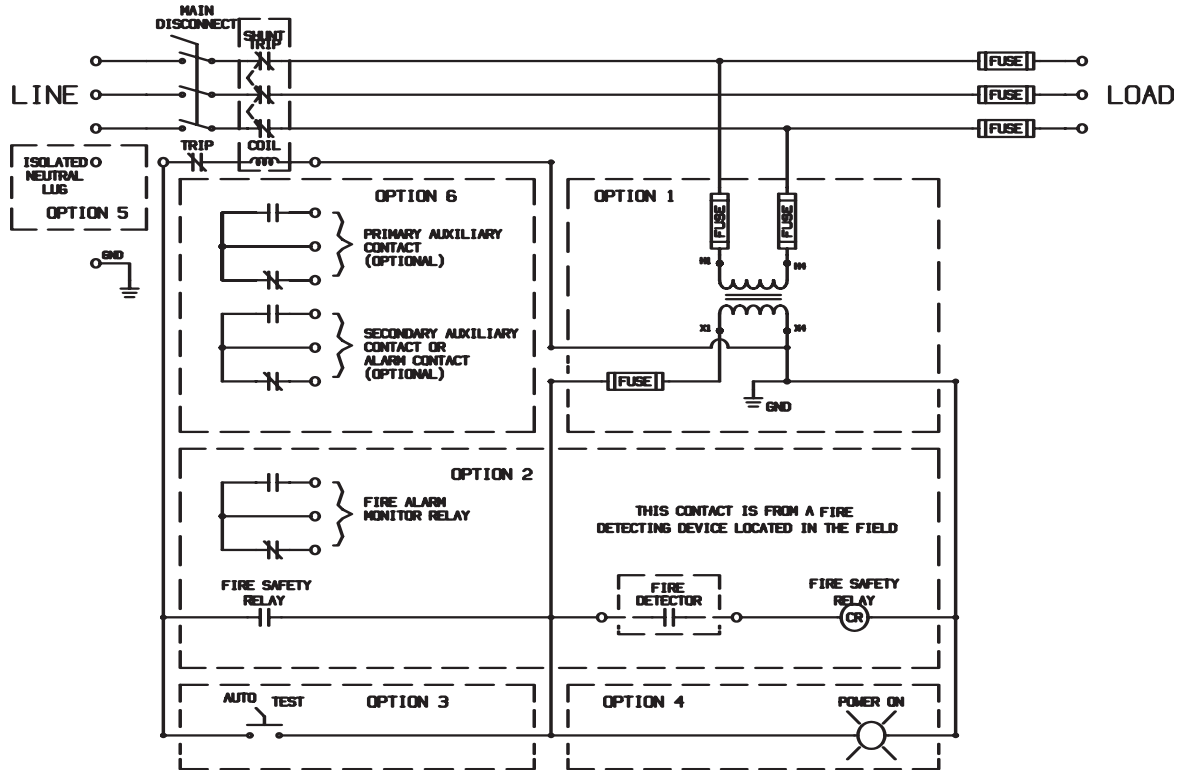 MAIN
DISCONNECT
SHUNT
TRIP
FUSE
LINE
FUSE
LOAD
FUSE
TRIP
COIL
ISOLATED
NEUTRAL
LUG
OPTION 5
OPTION 6
OPTION 1
PRIMARY AUXILIARY
CONTACT
(OPTIONAL)
FUSE
FUSE
GND
H1
H4
SECONDARY AUXILIARY
CONTACT OR
ALARM CONTACT
(OPTIONAL)
X1
X4
FUSE
GND
OPTION 2
FIRE ALARM
MONITOR RELAY
THIS CONTACT IS FROM A FIRE
DETECTING DEVICE LOCATED IN THE FIELD
FIRE SAFETY
RELAY
FIRE
DETECTOR
FIRE SAFETY
RELAY
CR
AUTO
TEST
OPTION 3
OPTION 4
POWER ON